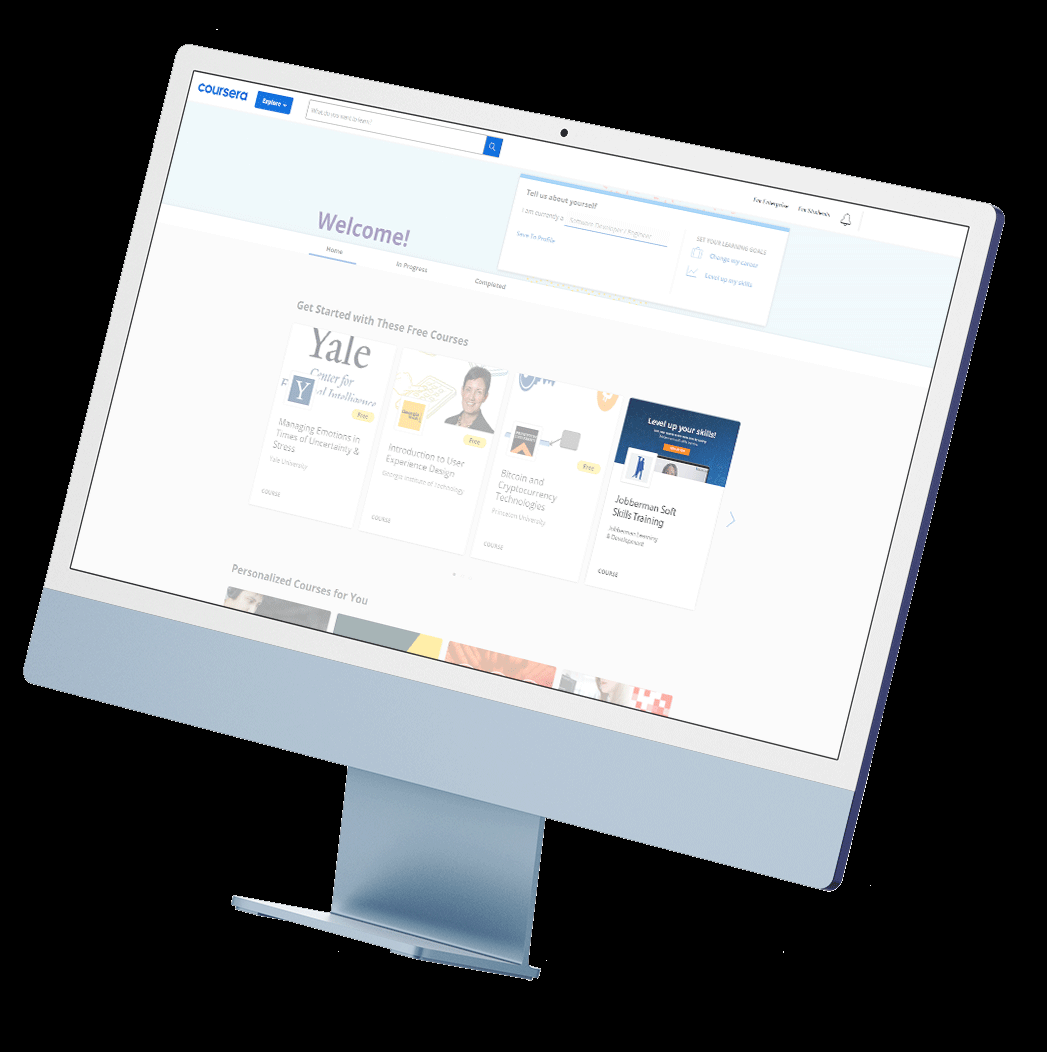 coursera
Explore
What do you want to learn?
For Enterprise
For Students
Welcome!
Tell us about yourself
I am currently a
Software Developer / Engineer
Save To Profile
SET YOUR LEARNING GOALS
Change my career
Level up my skills
Home
In Progress
Completed
Get Started with These Free Courses
Yale
Center for
al Intelligence
Y
Free
Managing Emotions in
Times of Uncertainty &
Stress
Yale University
COURSE
Free
Introduction to User
Experience Design
Georgia Institute of Technology
COURSE
Free
Bitcoin and
Cryptocurrency
Technologies
Princeton University
COURSE
Level up your skills!
Jobberman Soft
Skills Training
Jobberman Learning
& Development
COURSE
Personalized Courses for You